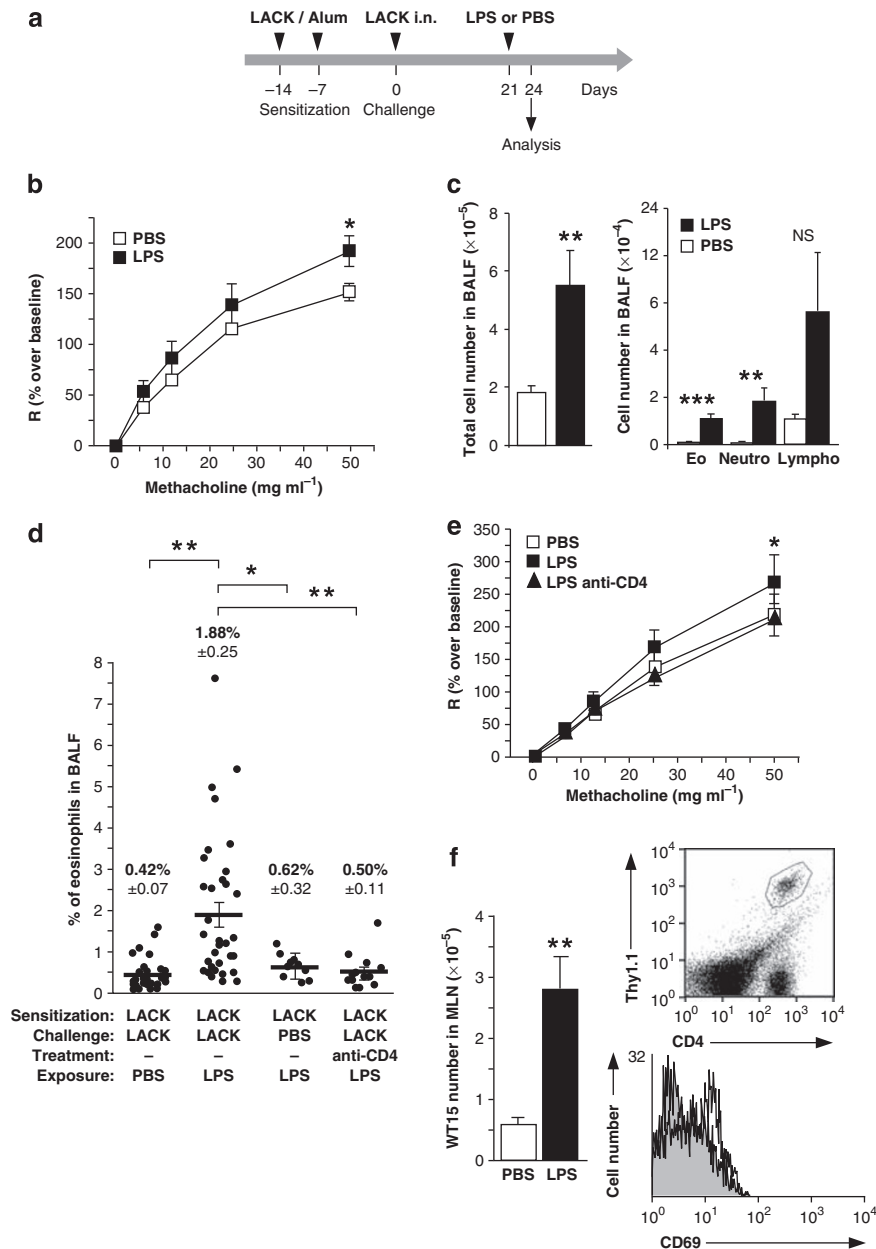 a
LACK / Alum LACK i.n. LPS or PBS
–14 –7 0 21 24 Days
Sensitization Challenge
Analysis
b
R (% over baseline)
200
150
100
50
0
PBS
LPS
*
0 10 20 30 40 50
Methacholine (mg ml–1)
c
Total cell number in BALF (×10–5)
8
6
4
2
0
**
Cell number in BALF (×10–4)
24
12
6
4
2
0
LPS
PBS
***
**
NS
Eo Neutro Lympho
d
**
*
**
% of eosinophils in BALF
8
7
6
5
4
3
2
1
0
0.42%
±0.07
1.88%
±0.25
0.62%
±0.32
0.50%
±0.11
Sensitization: LACK LACK LACK LACK
Challenge: LACK LACK PBS LACK
Treatment: – – – anti-CD4
Exposure: PBS LPS LPS LPS
e
R (% over baseline)
350
300
250
200
150
100
50
0
PBS
LPS
LPS anti-CD4
*
0 10 20 30 40 50
Methacholine (mg ml–1)
f
WT15 number in MLN (×10–5)
4
3
2
1
0
**
PBS LPS
Thy1.1
104
103
102
101
100
100 101 102 103 104
CD4
Cell number
32
100 101 102 103 104
CD69